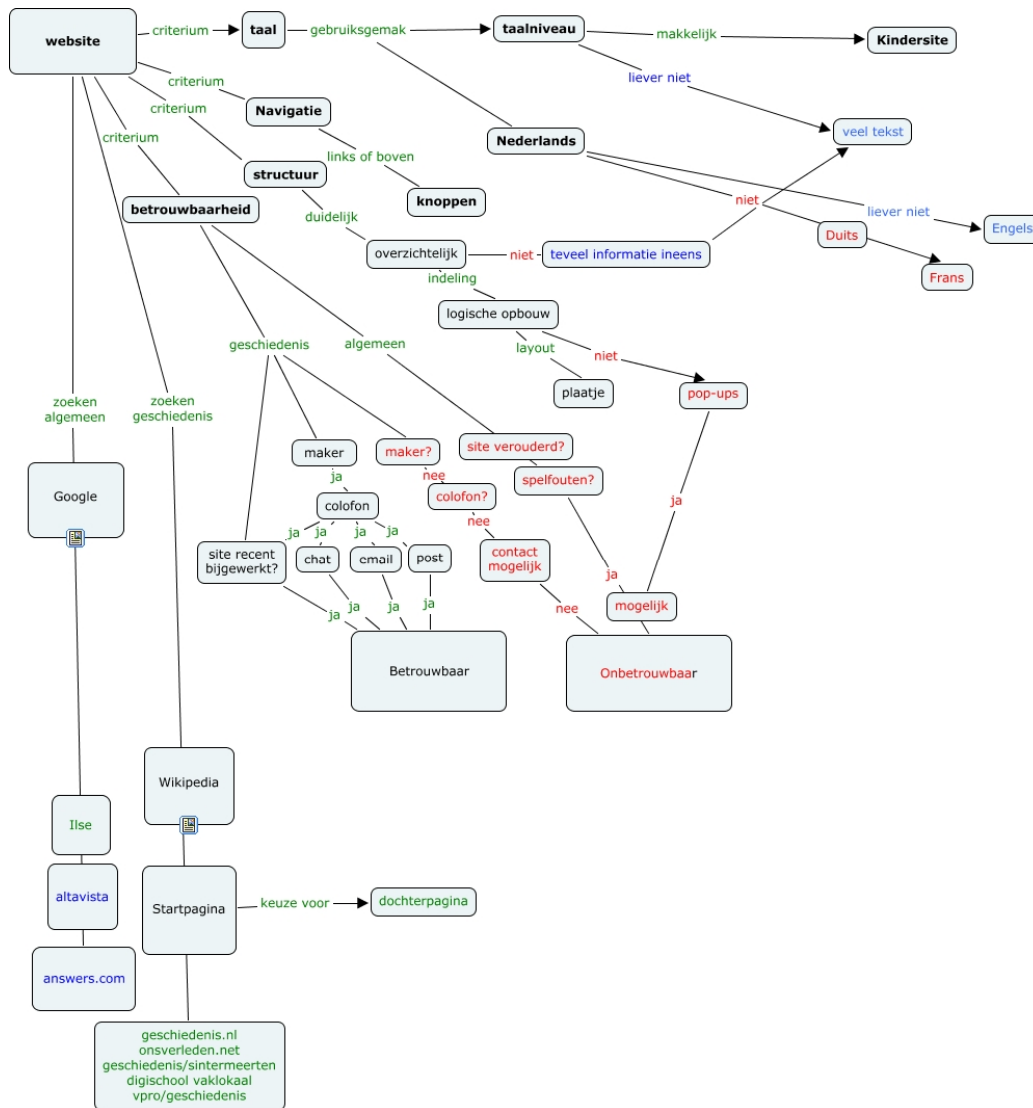 website
criterium
taal
gebruiksgemak
taalniveau
makkelijk
Kindersite
liever niet
criterium
criterium
criterium
Navigatie
links of boven
knoppen
Nederlands
veel tekst
structuur
duidelijk
betrouwbaarheid
niet
liever niet
Duits
Engels
Frans
overzichtelijk
niet
teveel informatie ineens
indeling
logische opbouw
layout
niet
plaatje
pop-ups
geschiedenis
algemeen
zoeken
algemeen
zoeken
geschiedenis
maker
maker?
site verouderd?
ja
nee
spelfouten?
Google
colofon
colofon?
ja
ja
ja
ja
ja
nee
site recent
bijgewerkt?
chat
email
post
contact
mogelijk
ja
ja
ja
ja
ja
nee
mogelijk
Betrouwbaar
Onbetrouwbaar
Wikipedia
Ilse
altavista
Startpagina
keuze voor
dochterpagina
answers.com
geschiedenis.nl
onsverleden.net
geschiedenis/sintermeerten
digischool vaklokaal
vpro/geschiedenis